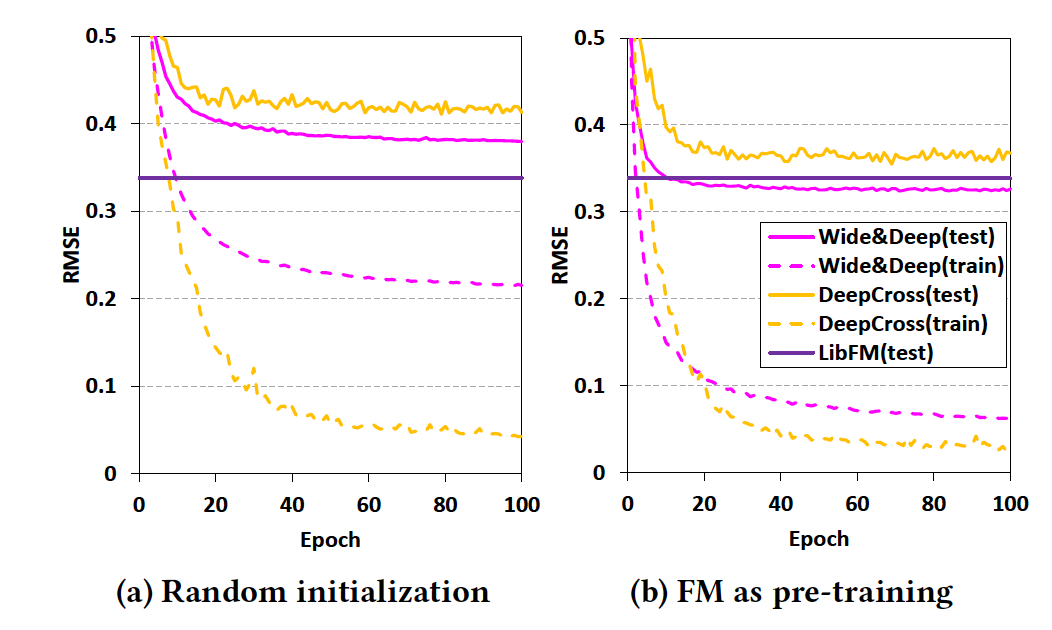 0.5
0.4
0.3
0.2
0.1
0
RMSE
0 20 40 60 80 100
Epoch
(a) Random initialization
0.5
0.4
0.3
0.2
0.1
0
RMSE
Wide&Deep(test)
Wide&Deep(train)
DeepCross(test)
DeepCross(train)
LibFM(test)
0 20 40 60 80 100
Epoch
(b) FM as pre-training